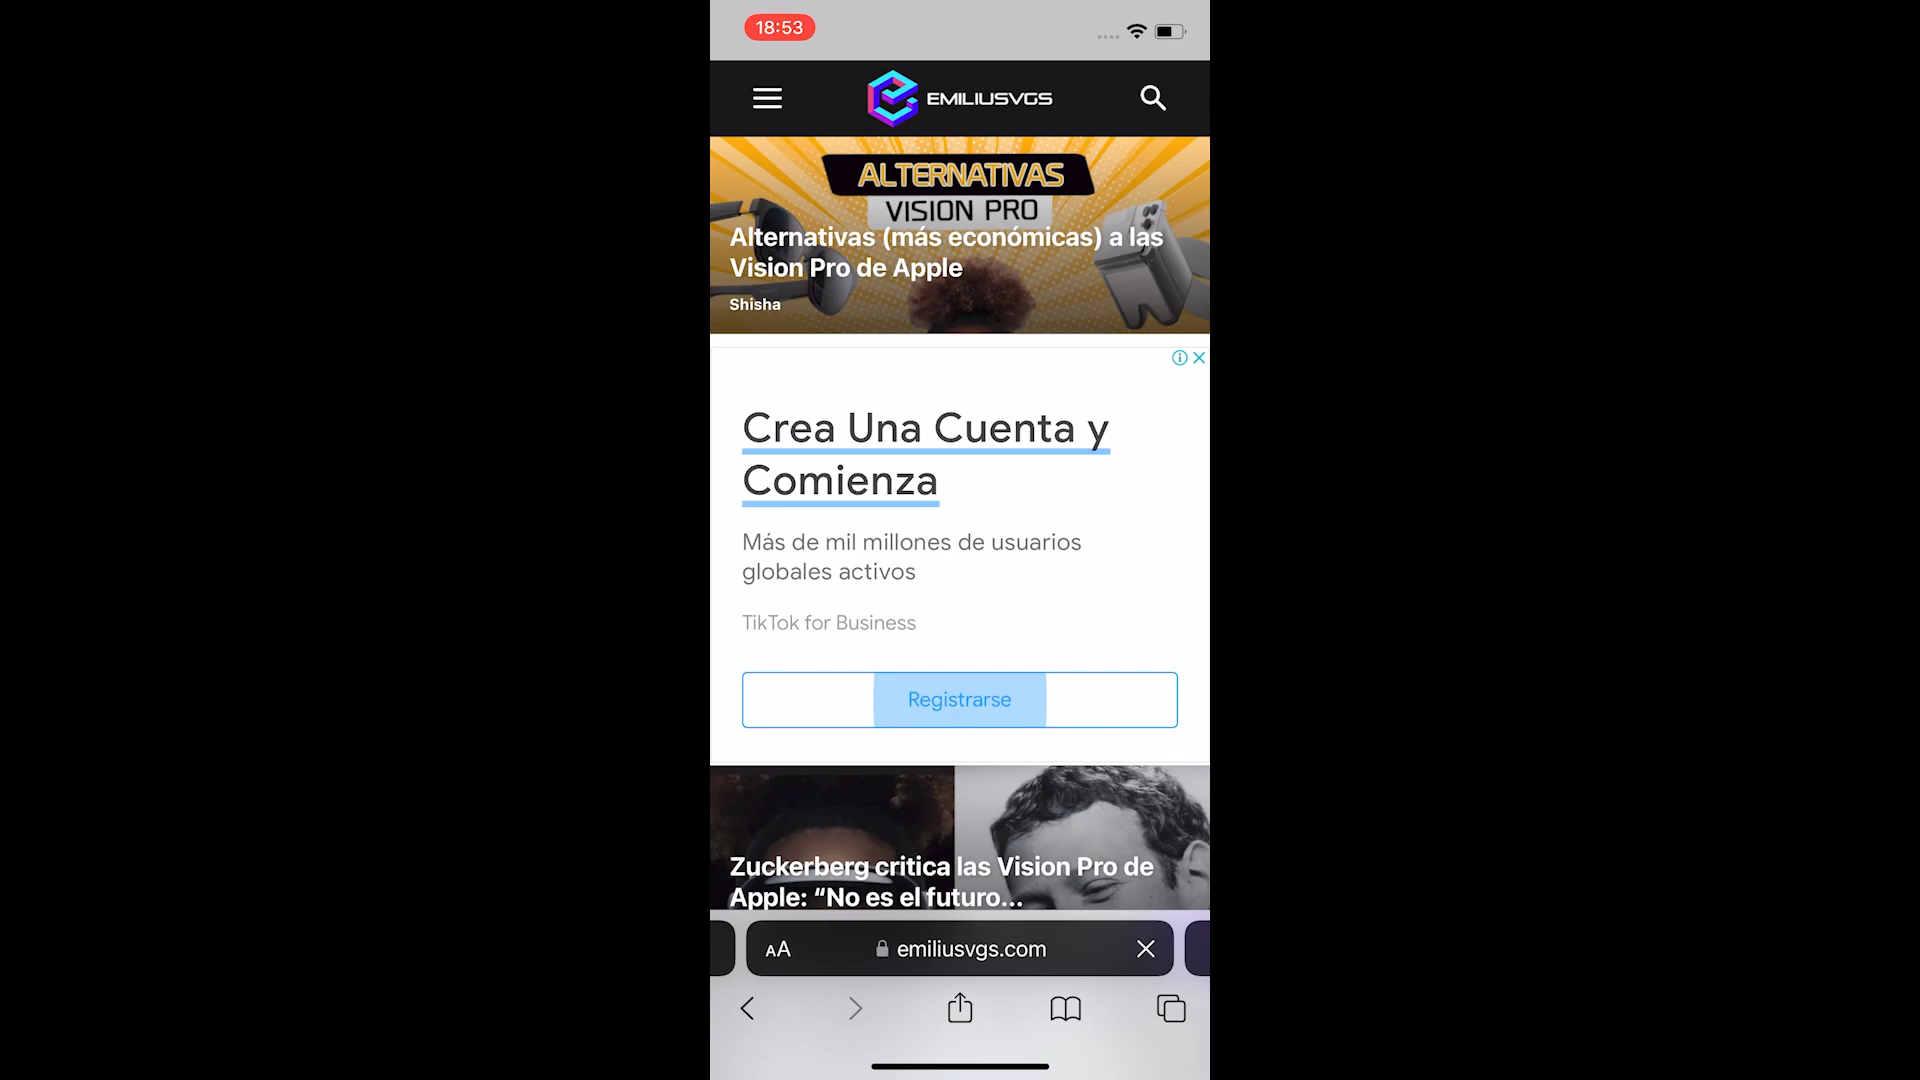 18:53
EMILIUSVGS
ALTERNATIVAS
VISION PRO
Alternativas (más económicas) a las
Vision Pro de Apple
Shisha
Crea Una Cuenta y
Comienza
Más de mil millones de usuarios
globales activos
TikTok for Business
Registrarse
Zuckerberg critica las Vision Pro de
Apple: “No es el futuro...
AA
emiliusvgs.com